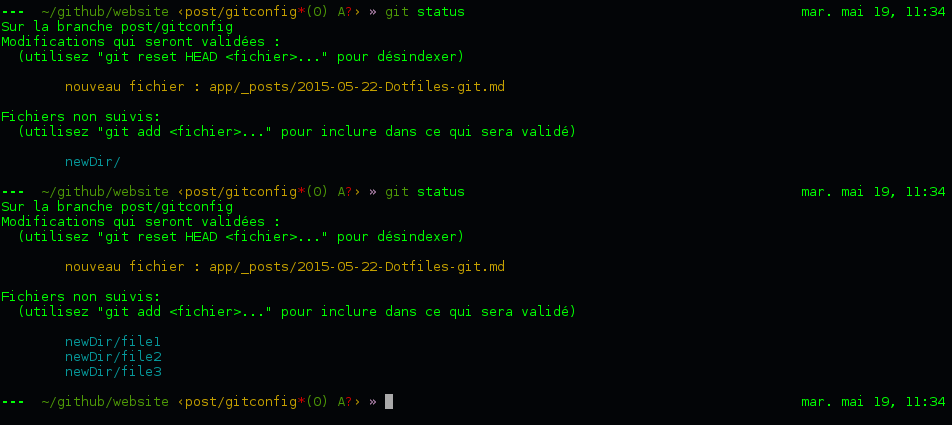 --- ~/github/website ‹post/gitconfig*(0) A?› » git status mar. mai 19, 11:34
Sur la branche post/gitconfig
Modifications qui seront validées :
(utilisez "git reset HEAD <fichier>..." pour désindexer)
nouveau fichier : app/_posts/2015-05-22-Dotfiles-git.md
Fichiers non suivis:
(utilisez "git add <fichier>..." pour inclure dans ce qui sera validé)
newDir/
--- ~/github/website ‹post/gitconfig*(0) A?› » git status mar. mai 19, 11:34
Sur la branche post/gitconfig
Modifications qui seront validées :
(utilisez "git reset HEAD <fichier>..." pour désindexer)
nouveau fichier : app/_posts/2015-05-22-Dotfiles-git.md
Fichiers non suivis:
(utilisez "git add <fichier>..." pour inclure dans ce qui sera validé)
newDir/file1
newDir/file2
newDir/file3
--- ~/github/website ‹post/gitconfig*(0) A?› » mar. mai 19, 11:34